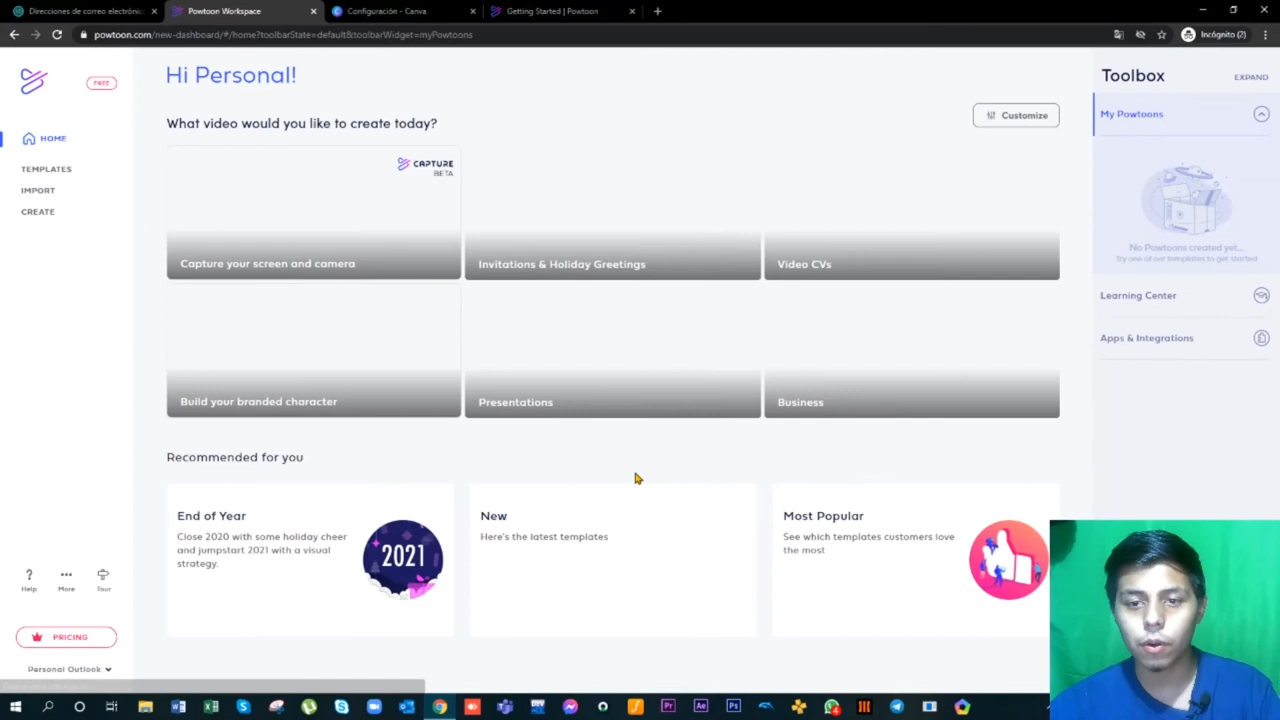 Direcciones de correo electrónic
Powtoon Workspace
Configuración - Canva
Getting Started | Powtoon
powtoon.com/new-dashboard/#/home?toolbarState=default&toolbarWidget=myPowtoons
Incógnito (2)
FREE
HOME
TEMPLATES
IMPORT
CREATE
Hi Personal!
What video would you like to create today?
Customize
CAPTURE
BETA
Capture your screen and camera
Invitations & Holiday Greetings
Video CVs
Build your branded character
Presentations
Business
Recommended for you
End of Year
Close 2020 with some holiday cheer
and jumpstart 2021 with a visual
strategy.
2021
New
Here's the latest templates
Most Popular
See which templates customers love
the most
Toolbox
EXPAND
My Powtoons
No Powtoons created yet...
Try one of our templates to get started
Learning Center
Apps & Integrations
Help
More
Tour
PRICING
Personal Outlook